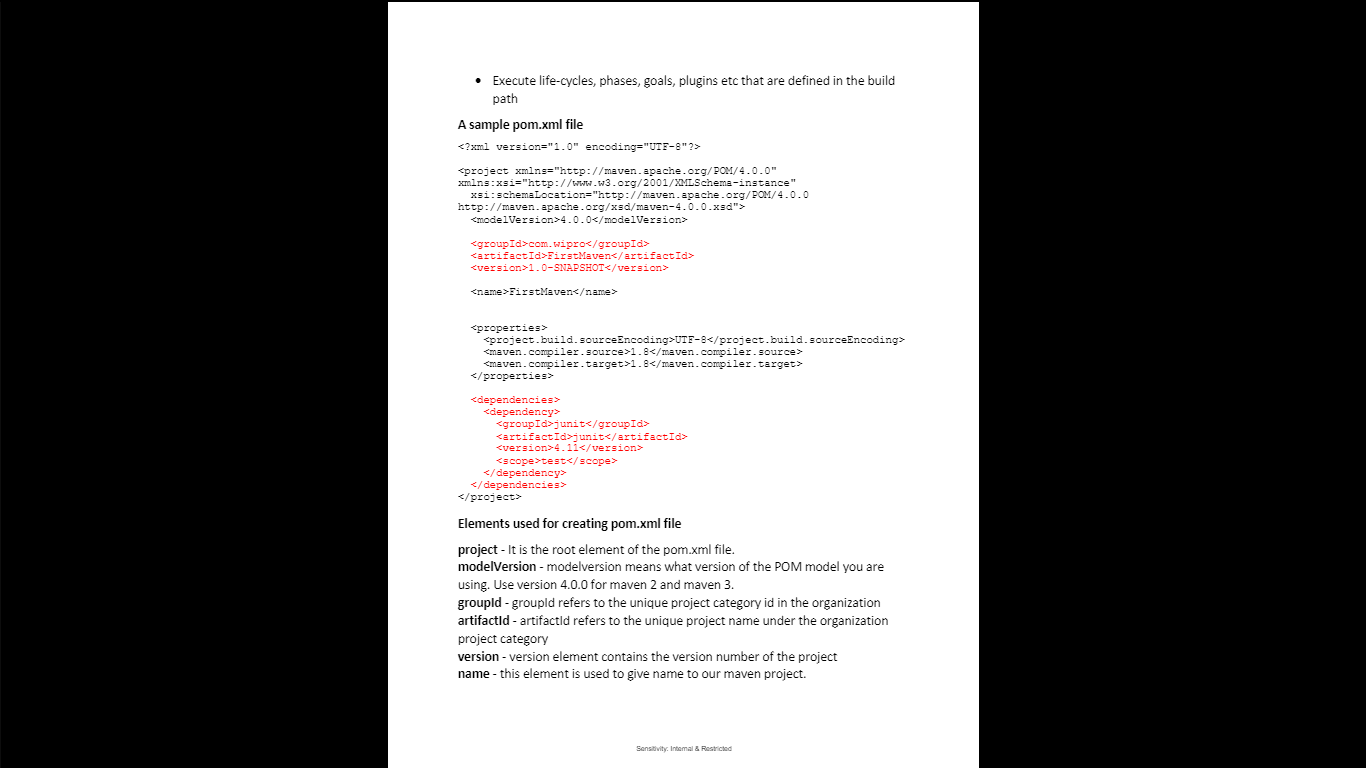 • Execute life-cycles, phases, goals, plugins etc that are defined in the build
path
A sample pom.xml file
<?xml version="1.0" encoding="UTF-8"?>
<project xmlns="http://maven.apache.org/POM/4.0.0"
xmlns:xsi="http://www.w3.org/2001/XMLSchema-instance"
  xsi:schemaLocation="http://maven.apache.org/POM/4.0.0
http://maven.apache.org/xsd/maven-4.0.0.xsd">
  <modelVersion>4.0.0</modelVersion>
  <groupId>com.wipro</groupId>
  <artifactId>FirstMaven</artifactId>
  <version>1.0-SNAPSHOT</version>
  <name>FirstMaven</name>
  <properties>
    <project.build.sourceEncoding>UTF-8</project.build.sourceEncoding>
    <maven.compiler.source>1.8</maven.compiler.source>
    <maven.compiler.target>1.8</maven.compiler.target>
  </properties>
  <dependencies>
    <dependency>
      <groupId>junit</groupId>
      <artifactId>junit</artifactId>
      <version>4.11</version>
      <scope>test</scope>
    </dependency>
  </dependencies>
</project>
Elements used for creating pom.xml file
project - It is the root element of the pom.xml file.
modelVersion - modelversion means what version of the POM model you are
using. Use version 4.0.0 for maven 2 and maven 3.
groupId - groupId refers to the unique project category id in the organization
artifactId - artifactId refers to the unique project name under the organization
project category
version - version element contains the version number of the project
name - this element is used to give name to our maven project.
Sensitivity: Internal & Restricted